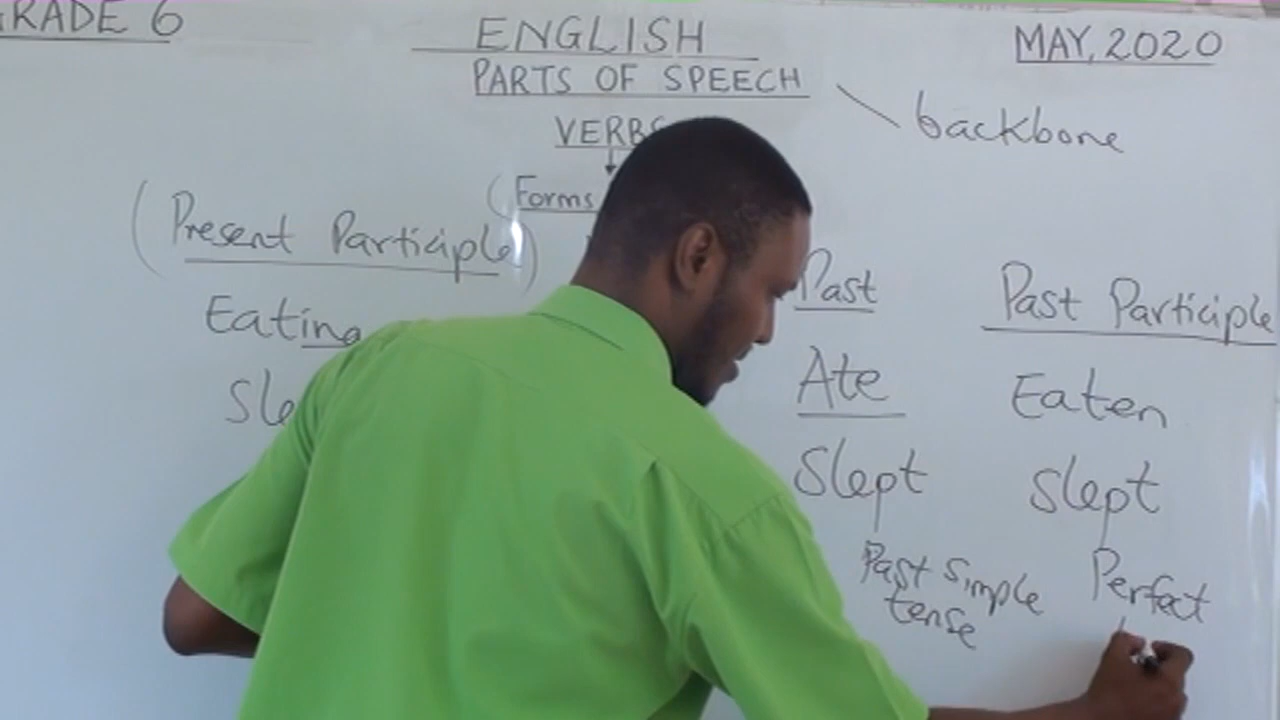 GRADE 6
ENGLISH
MAY, 2020
PARTS OF SPEECH
backbone
VERBS
(Forms
(Present Participle)
Past
Past Participle
Eating
Ate
Eaten
Slept
Slept
Past Simple
tense
Perfect